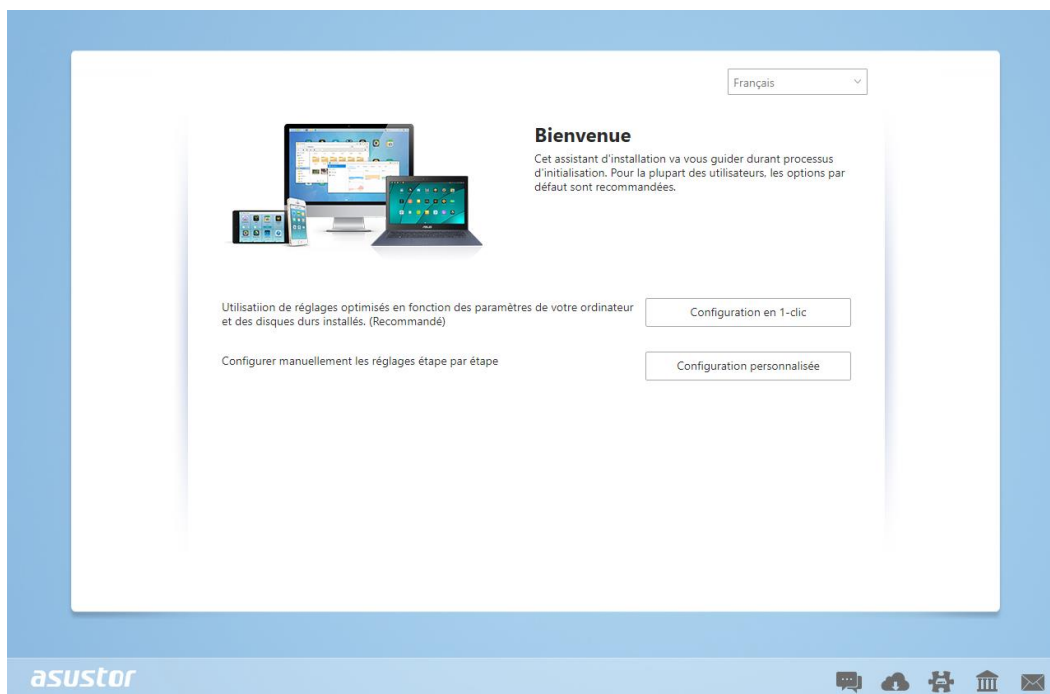 Français
Bienvenue
Cet assistant d'installation va vous guider durant processus
d'initialisation. Pour la plupart des utilisateurs, les options par
défaut sont recommandées.
Utilisatiion de réglages optimisés en fonction des paramètres de votre ordinateur
et des disques durs installés. (Recommandé)
Configuration en 1-clic
Configurer manuellement les réglages étape par étape
Configuration personnalisée
asustor